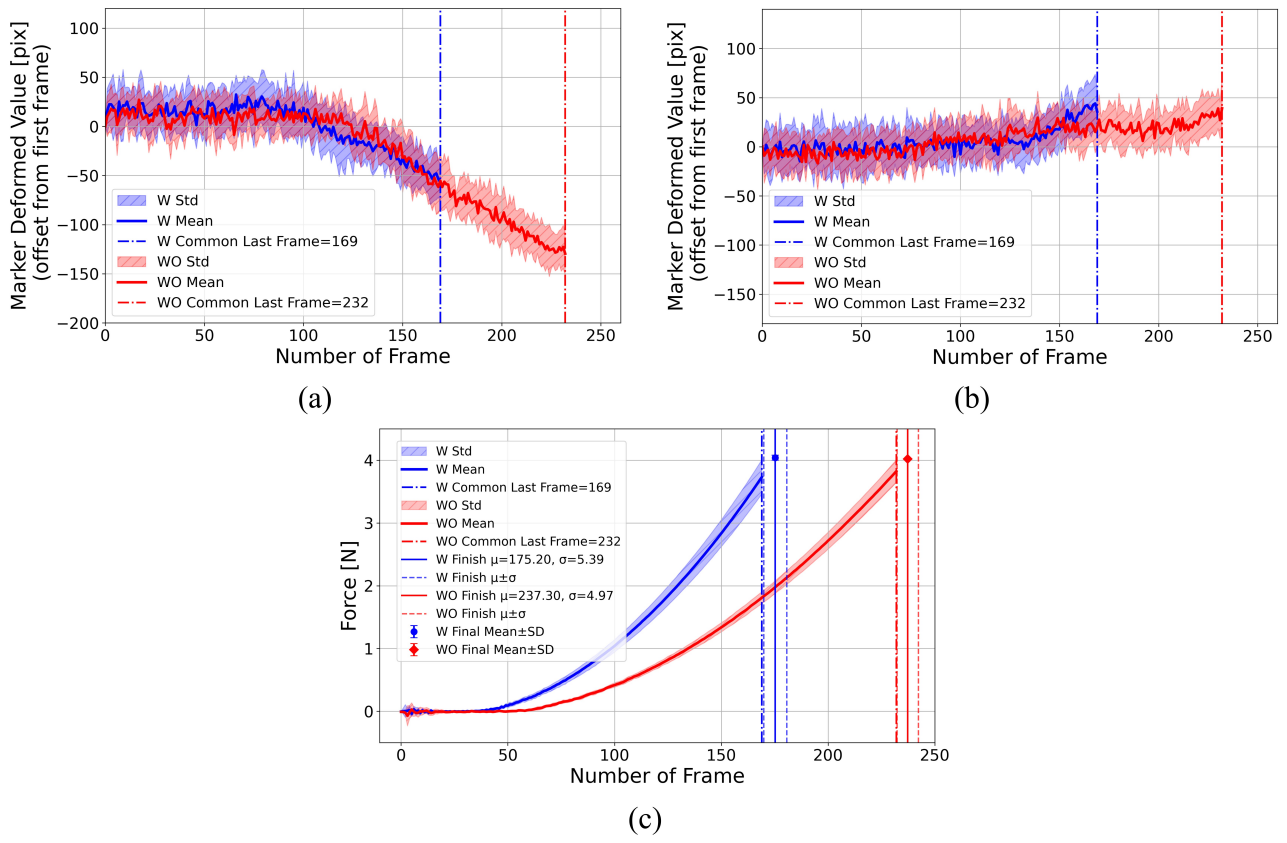 Marker Deformed Value [pix]
(offset from first frame)
100
50
0
−50
−100
−150
−200
W Std
W Mean
W Common Last Frame=169
WO Std
WO Mean
WO Common Last Frame=232
0 50 100 150 200 250
Number of Frame
(a)
Marker Deformed Value [pix]
(offset from first frame)
100
50
0
−50
−100
−150
W Std
W Mean
W Common Last Frame=169
WO Std
WO Mean
WO Common Last Frame=232
0 50 100 150 200 250
Number of Frame
(b)
Force [N]
4
3
2
1
0
W Std
W Mean
W Common Last Frame=169
WO Std
WO Mean
WO Common Last Frame=232
W Finish μ=175.20, σ=5.39
W Finish μ±σ
WO Finish μ=237.30, σ=4.97
WO Finish μ±σ
W Final Mean±SD
WO Final Mean±SD
0 50 100 150 200 250
Number of Frame
(c)